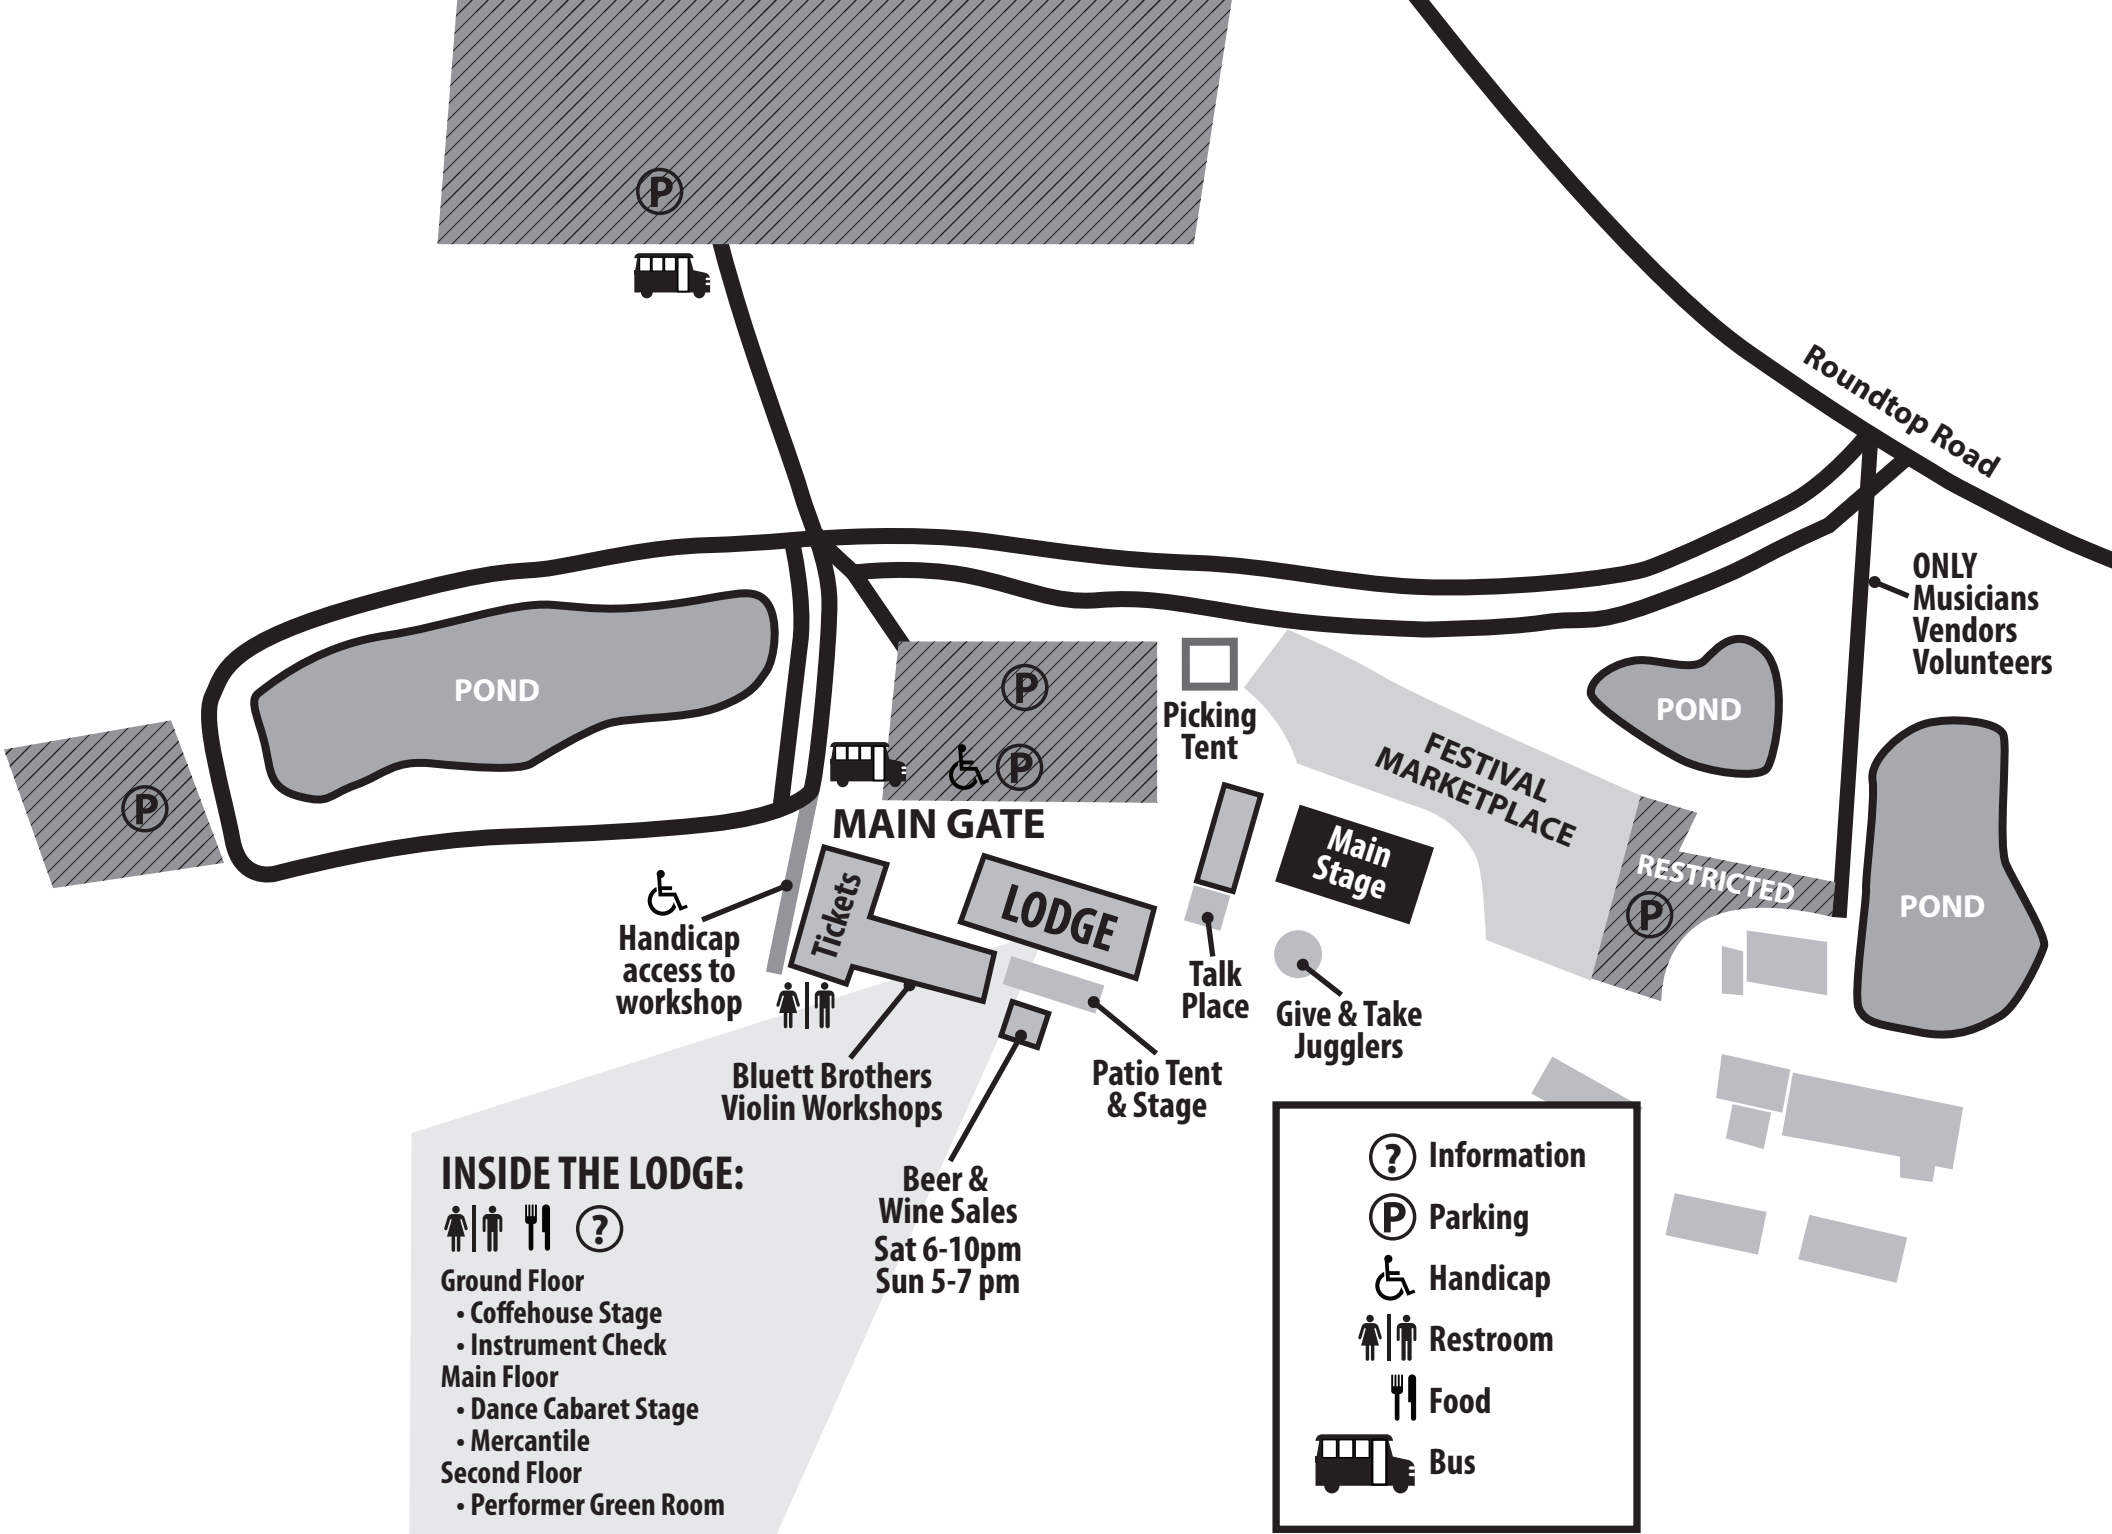 P
Roundtop Road
ONLY
Musicians
Vendors
Volunteers
POND
P
P
P
Picking
Tent
FESTIVAL
MARKETPLACE
POND
POND
RESTRICTED
P
MAIN GATE
Main
Stage
Tickets
LODGE
Handicap
access to
workshop
Talk
Place
Give & Take
Jugglers
Bluett Brothers
Violin Workshops
Patio Tent
& Stage
Beer &
Wine Sales
Sat 6-10pm
Sun 5-7 pm
INSIDE THE LODGE:
?
Ground Floor
• Coffehouse Stage
• Instrument Check
Main Floor
• Dance Cabaret Stage
• Mercantile
Second Floor
• Performer Green Room
? Information
P Parking
Handicap
Restroom
Food
Bus